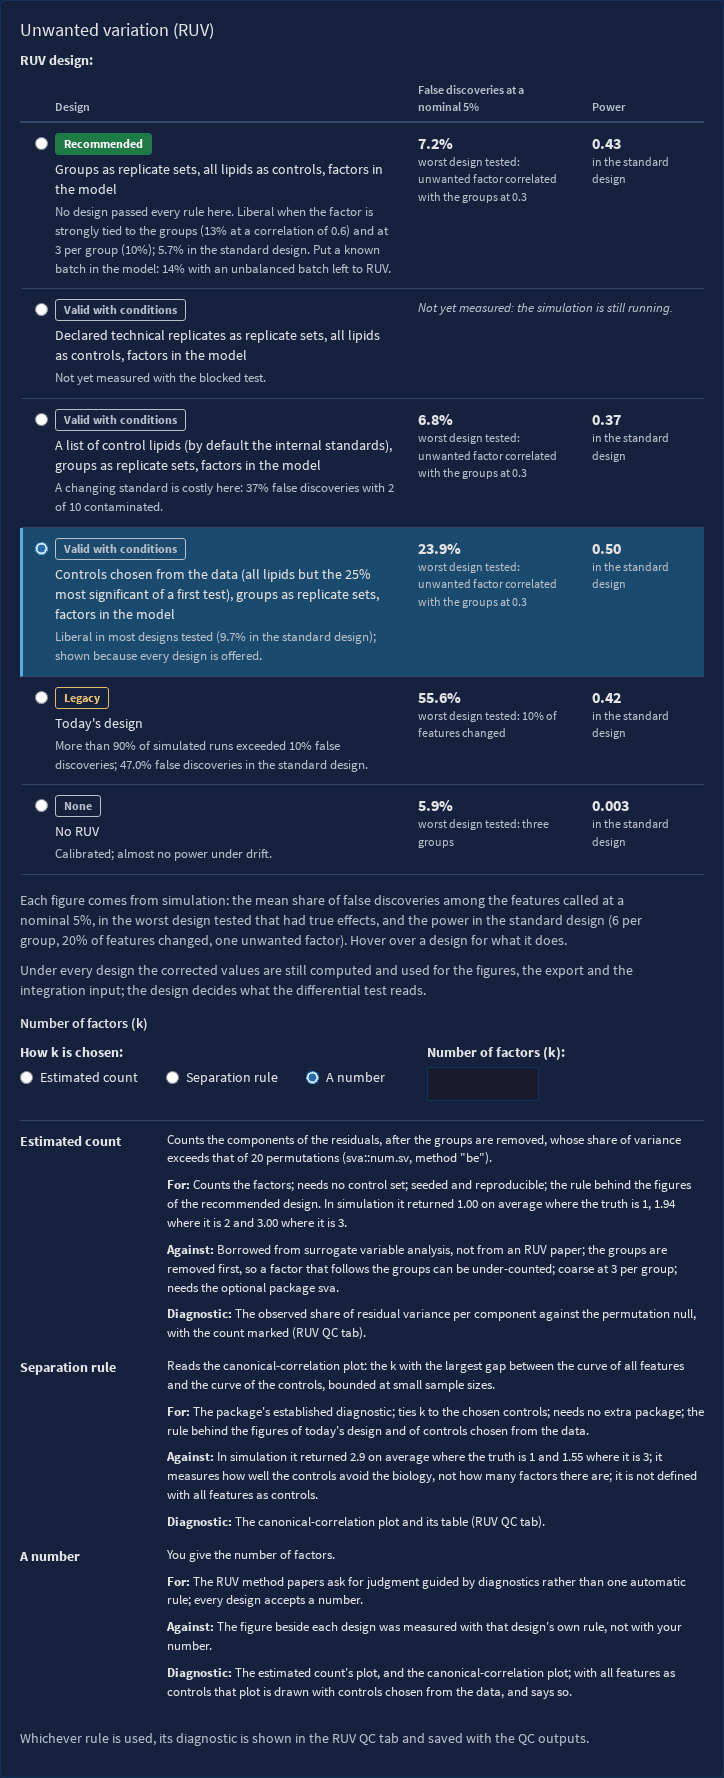 Unwanted variation (RUV)
RUV design:
Design
False discoveries at a
nominal 5%
Power
Recommended
Groups as replicate sets, all lipids as controls, factors in
the model
No design passed every rule here. Liberal when the factor is
strongly tied to the groups (13% at a correlation of 0.6) and at
3 per group (10%); 5.7% in the standard design. Put a known
batch in the model: 14% with an unbalanced batch left to RUV.
7.2%
worst design tested:
unwanted factor correlated
with the groups at 0.3
0.43
in the standard
design
Valid with conditions
Declared technical replicates as replicate sets, all lipids
as controls, factors in the model
Not yet measured with the blocked test.
Not yet measured: the simulation is still running.
Valid with conditions
A list of control lipids (by default the internal standards),
groups as replicate sets, factors in the model
A changing standard is costly here: 37% false discoveries with 2
of 10 contaminated.
6.8%
worst design tested:
unwanted factor correlated
with the groups at 0.3
0.37
in the standard
design
Valid with conditions
Controls chosen from the data (all lipids but the 25%
most significant of a first test), groups as replicate sets,
factors in the model
Liberal in most designs tested (9.7% in the standard design);
shown because every design is offered.
23.9%
worst design tested:
unwanted factor correlated
with the groups at 0.3
0.50
in the standard
design
Legacy
Today's design
More than 90% of simulated runs exceeded 10% false
discoveries; 47.0% false discoveries in the standard design.
55.6%
worst design tested: 10% of
features changed
0.42
in the standard
design
None
No RUV
Calibrated; almost no power under drift.
5.9%
worst design tested: three
groups
0.003
in the standard
design
Each figure comes from simulation: the mean share of false discoveries among the features called at a
nominal 5%, in the worst design tested that had true effects, and the power in the standard design (6 per
group, 20% of features changed, one unwanted factor). Hover over a design for what it does.
Under every design the corrected values are still computed and used for the figures, the export and the
integration input; the design decides what the differential test reads.
Number of factors (k)
How k is chosen:
Number of factors (k):
Estimated count
Separation rule
A number
Estimated count
Counts the components of the residuals, after the groups are removed, whose share of variance
exceeds that of 20 permutations (sva::num.sv, method "be").
For: Counts the factors; needs no control set; seeded and reproducible; the rule behind the figures
of the recommended design. In simulation it returned 1.00 on average where the truth is 1, 1.94
where it is 2 and 3.00 where it is 3.
Against: Borrowed from surrogate variable analysis, not from an RUV paper; the groups are
removed first, so a factor that follows the groups can be under-counted; coarse at 3 per group;
needs the optional package sva.
Diagnostic: The observed share of residual variance per component against the permutation null,
with the count marked (RUV QC tab).
Separation rule
Reads the canonical-correlation plot: the k with the largest gap between the curve of all features
and the curve of the controls, bounded at small sample sizes.
For: The package's established diagnostic; ties k to the chosen controls; needs no extra package; the
rule behind the figures of today's design and of controls chosen from the data.
Against: In simulation it returned 2.9 on average where the truth is 1 and 1.55 where it is 3; it
measures how well the controls avoid the biology, not how many factors there are; it is not defined
with all features as controls.
Diagnostic: The canonical-correlation plot and its table (RUV QC tab).
A number
You give the number of factors.
For: The RUV method papers ask for judgment guided by diagnostics rather than one automatic
rule; every design accepts a number.
Against: The figure beside each design was measured with that design's own rule, not with your
number.
Diagnostic: The estimated count's plot, and the canonical-correlation plot; with all features as
controls that plot is drawn with controls chosen from the data, and says so.
Whichever rule is used, its diagnostic is shown in the RUV QC tab and saved with the QC outputs.